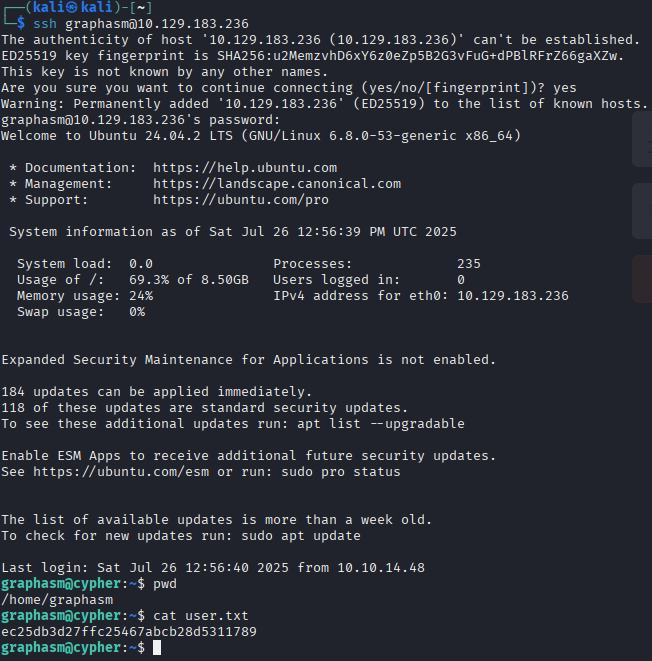 ┌──(kali㉿kali)-[~]
└─$ ssh graphasm@10.129.183.236
The authenticity of host '10.129.183.236 (10.129.183.236)' can't be established.
ED25519 key fingerprint is SHA256:u2MemzvhD6xY6z0eZp5B2G3vFuG+dPBlRFrZ66gaXZw.
This key is not known by any other names.
Are you sure you want to continue connecting (yes/no/[fingerprint])? yes
Warning: Permanently added '10.129.183.236' (ED25519) to the list of known hosts.
graphasm@10.129.183.236's password:
Welcome to Ubuntu 24.04.2 LTS (GNU/Linux 6.8.0-53-generic x86_64)
* Documentation:  https://help.ubuntu.com
* Management:     https://landscape.canonical.com
* Support:        https://ubuntu.com/pro
System information as of Sat Jul 26 12:56:39 PM UTC 2025
System load:  0.0                Processes:             235
Usage of /:   69.3% of 8.50GB   Users logged in:       0
Memory usage: 24%                IPv4 address for eth0: 10.129.183.236
Swap usage:   0%
Expanded Security Maintenance for Applications is not enabled.
184 updates can be applied immediately.
118 of these updates are standard security updates.
To see these additional updates run: apt list --upgradable
Enable ESM Apps to receive additional future security updates.
See https://ubuntu.com/esm or run: sudo pro status
The list of available updates is more than a week old.
To check for new updates run: sudo apt update
Last login: Sat Jul 26 12:56:40 2025 from 10.10.14.48
graphasm@cypher:~$ pwd
/home/graphasm
graphasm@cypher:~$ cat user.txt
ec25db3d27ffc25467abcb28d5311789
graphasm@cypher:~$